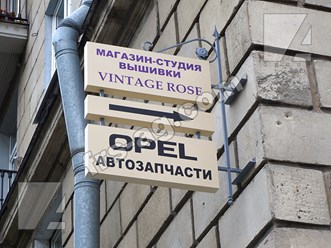 МАГАЗИН-СТУДИЯ
ВЫШИВКИ
VINTAGE ROSE
OPEL
АВТОЗАПЧАСТИ